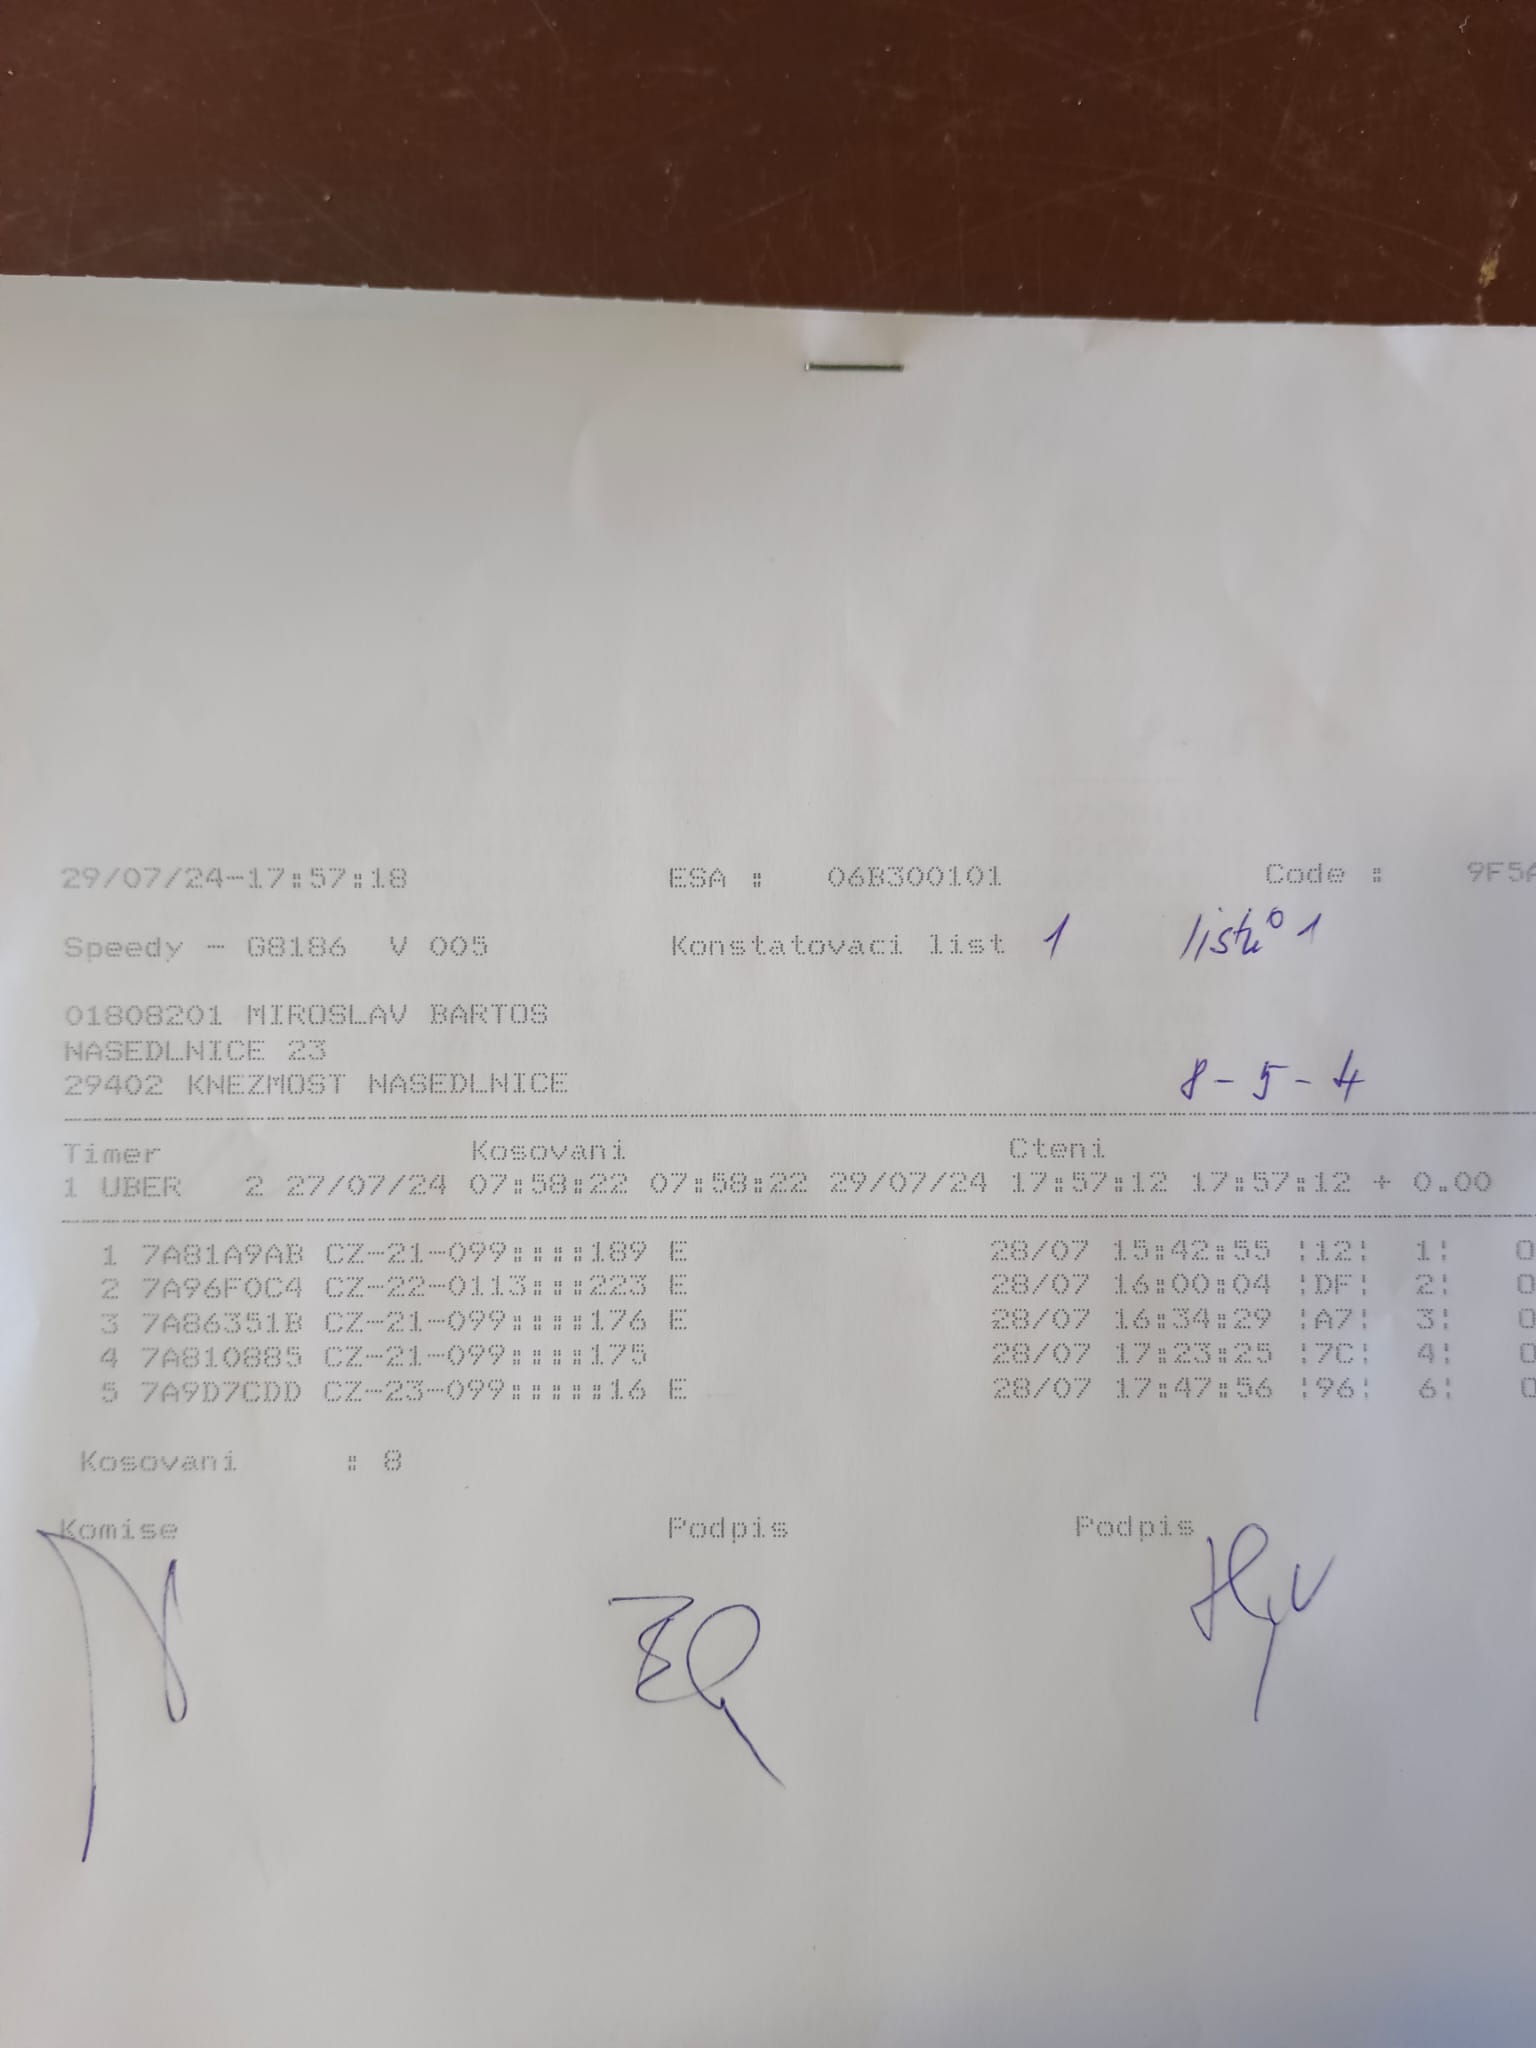 29/07/24-17:57:18 ESA : 06B300101 Code : 9F5A
Speedy - G8186 V 005 Konstatovaci list 1 listů 1
01808201 MIROSLAV BARTOS
NASEDLNICE 23
29402 KNEZMOST NASEDLNICE
8-5-4
Timer Kosovani Cteni
1 UBER 2 27/07/24 07:58:22 07:58:22 29/07/24 17:57:12 17:57:12 + 0.00
1 7A81A9AB CZ-21-099::::189 E 28/07 15:42:55 ¦12¦ 1¦ 0
2 7A96F0C4 CZ-22-0113:::223 E 28/07 16:00:04 ¦DF¦ 2¦ 0
3 7A86351B CZ-21-099::::176 E 28/07 16:34:29 ¦A7¦ 3¦ 0
4 7A810885 CZ-21-099::::175 28/07 17:23:25 ¦7C¦ 4¦ 0
5 7A9D7CDD CZ-23-099:::::16 E 28/07 17:47:56 ¦96¦ 6¦ 0
Kosovani : 8
Komise Podpis Podpis